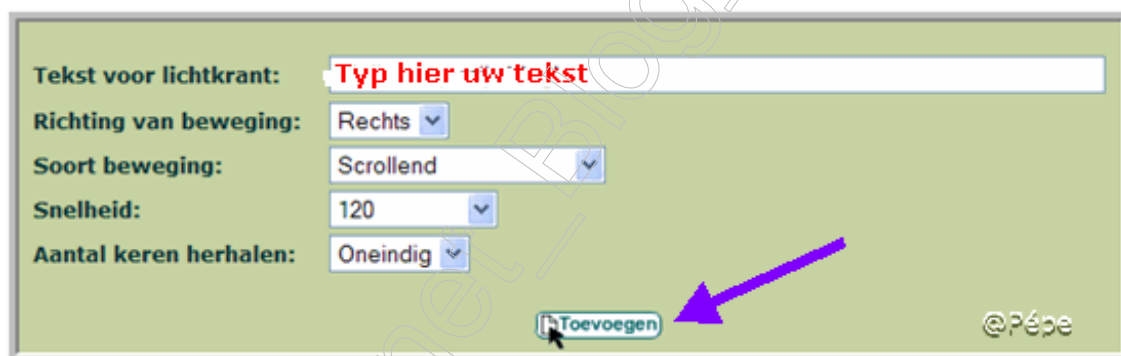 Tekst voor lichtkrant: Typ hier uw tekst
Richting van beweging: Rechts
Soort beweging: Scrollend
Snelheid: 120
Aantal keren herhalen: Oneindig
Toevoegen
@Pépe